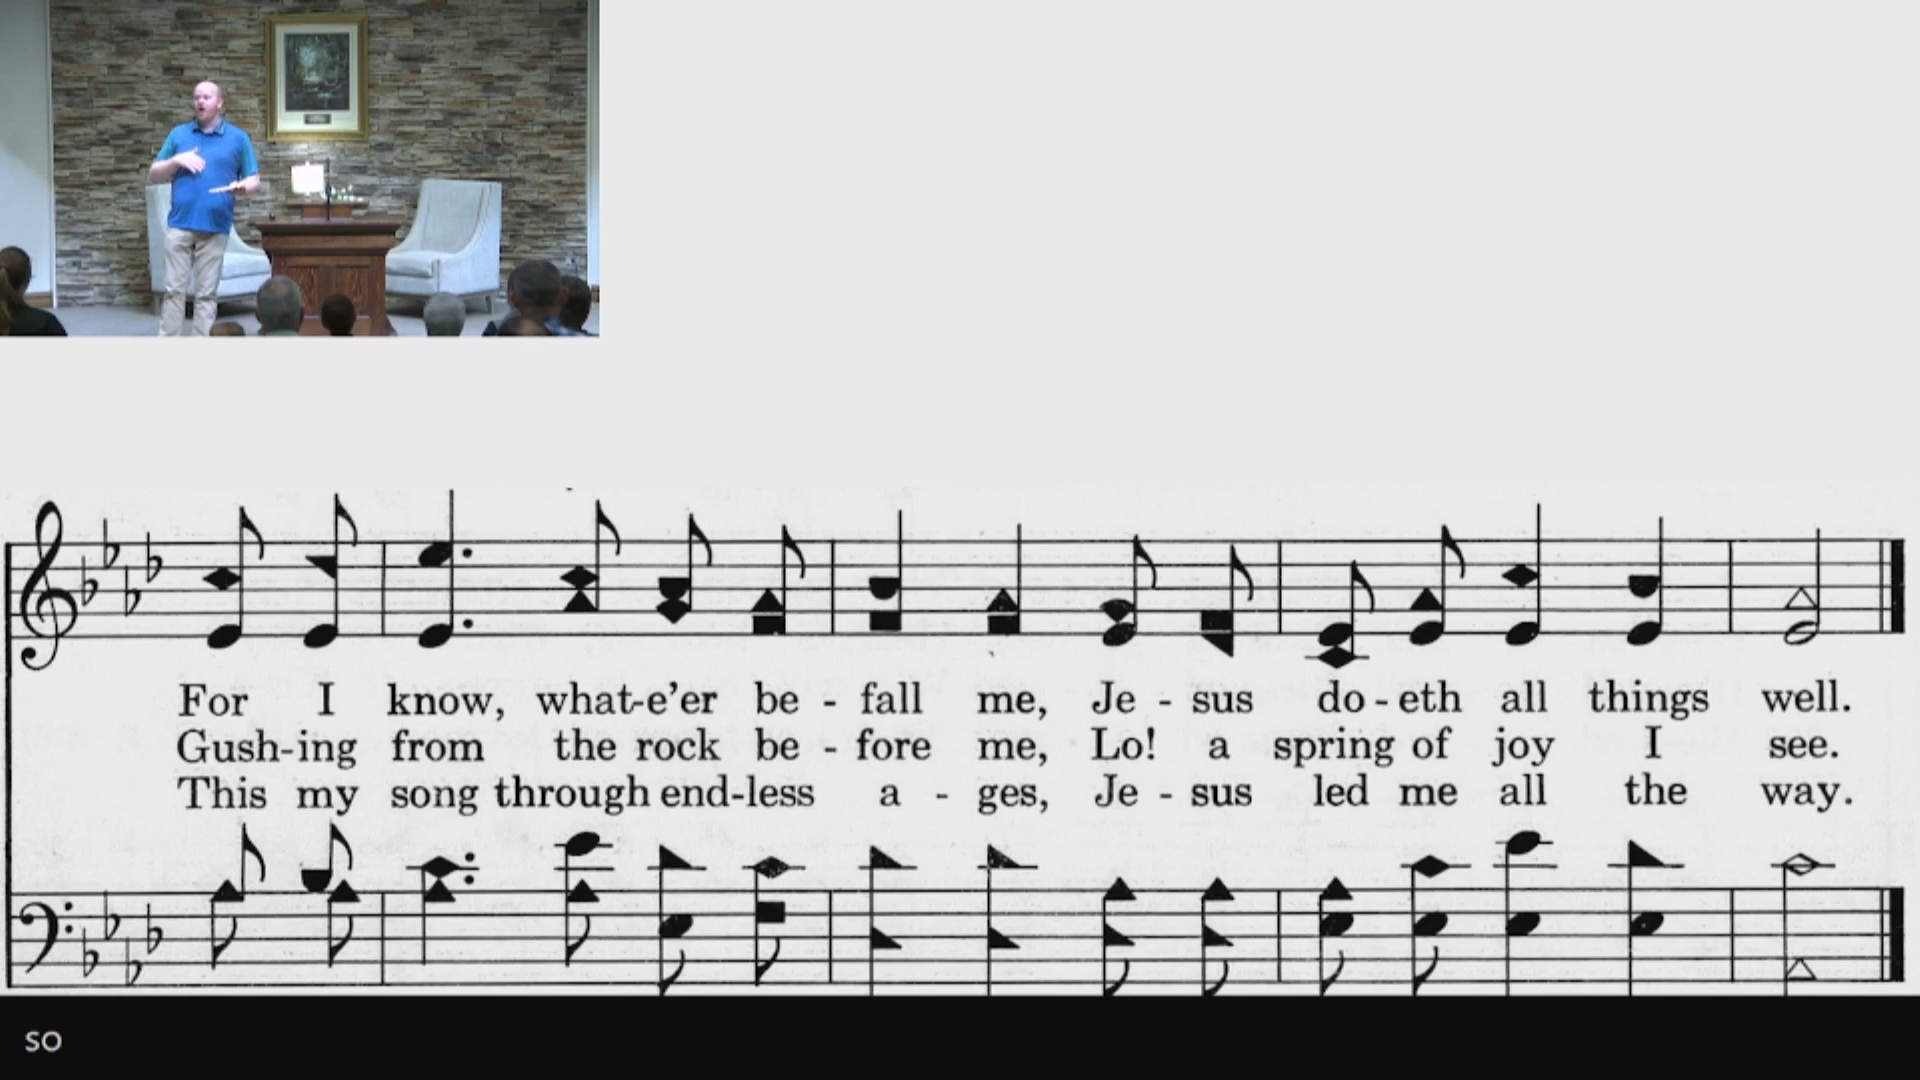 For I know, what-e'er be - fall me, Je - sus do - eth all things well.
Gush-ing from the rock be - fore me, Lo! a spring of joy I see.
This my song through end-less a - ges, Je - sus led me all the way.
so